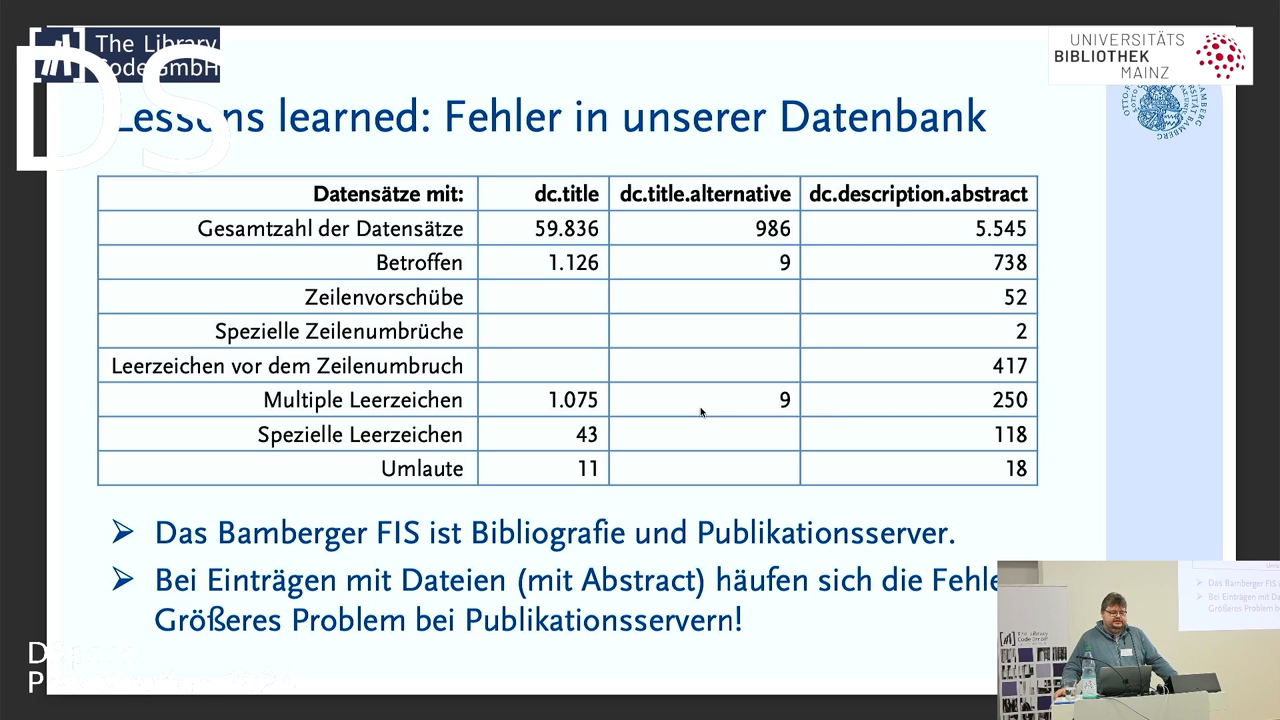 The Library
Code GmbH
UNIVERSITÄTS
BIBLIOTHEK
MAINZ
DS
Lessons learned: Fehler in unserer Datenbank
Datensätze mit: dc.title dc.title.alternative dc.description.abstract
Gesamtzahl der Datensätze 59.836 986 5.545
Betroffen 1.126 9 738
Zeilenvorschübe 52
Spezielle Zeilenumbrüche 2
Leerzeichen vor dem Zeilenumbruch 417
Multiple Leerzeichen 1.075 9 250
Spezielle Leerzeichen 43 118
Umlaute 11 18
➢ Das Bamberger FIS ist Bibliografie und Publikationsserver.
➢ Bei Einträgen mit Dateien (mit Abstract) häufen sich die Fehle
Größeres Problem bei Publikationsservern!